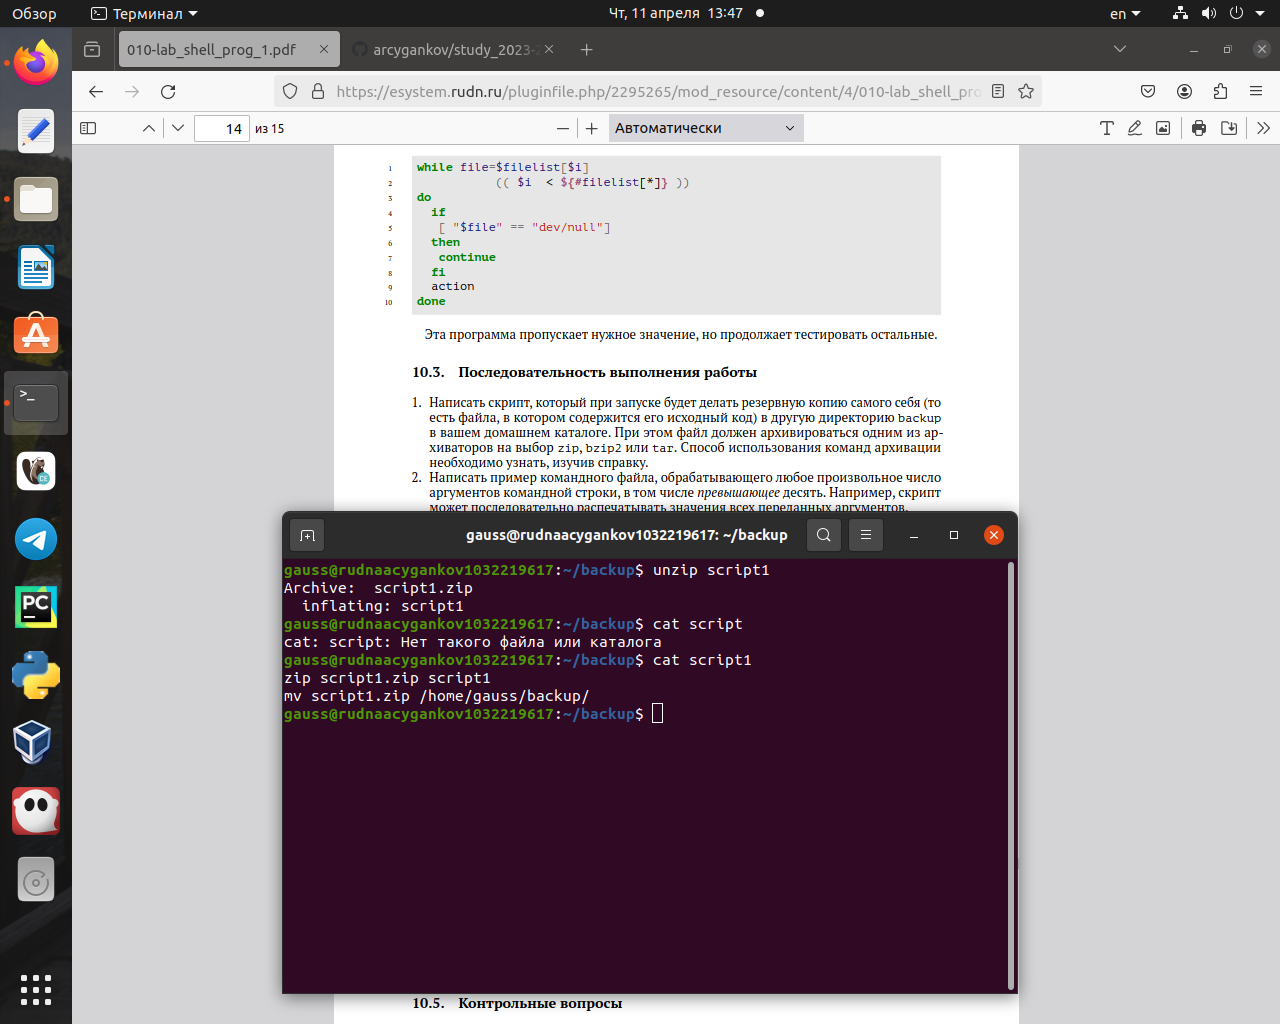 Обзор
Терминал
Чт, 11 апреля 13:47
en
010-lab_shell_prog_1.pdf
arcygankov/study_2023-2
https://esystem.rudn.ru/pluginfile.php/2295265/mod_resource/content/4/010-lab_shell_pro
14 из 15
Автоматически
1 while file=$filelist[$i]
2 (( $i < ${#filelist[*]} ))
3 do
4 if
5 [ "$file" == "dev/null"]
6 then
7 continue
8 fi
9 action
10 done
Эта программа пропускает нужное значение, но продолжает тестировать остальные.
10.3. Последовательность выполнения работы
1. Написать скрипт, который при запуске будет делать резервную копию самого себя (то
есть файла, в котором содержится его исходный код) в другую директорию backup
в вашем домашнем каталоге. При этом файл должен архивироваться одним из ар-
хиваторов на выбор zip, bzip2 или tar. Способ использования команд архивации
необходимо узнать, изучив справку.
2. Написать пример командного файла, обрабатывающего любое произвольное число
аргументов командной строки, в том числе превышающее десять. Например, скрипт
может последовательно распечатывать значения всех переданных аргументов.
gauss@rudnaacygankov1032219617: ~/backup
gauss@rudnaacygankov1032219617:~/backup$ unzip script1
Archive:  script1.zip
  inflating: script1
gauss@rudnaacygankov1032219617:~/backup$ cat script
cat: script: Нет такого файла или каталога
gauss@rudnaacygankov1032219617:~/backup$ cat script1
zip script1.zip script1
mv script1.zip /home/gauss/backup/
gauss@rudnaacygankov1032219617:~/backup$
10.5. Контрольные вопросы